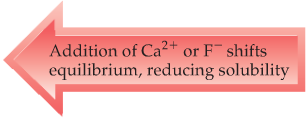 Addition of Ca²⁺ or F⁻ shifts
equilibrium, reducing solubility